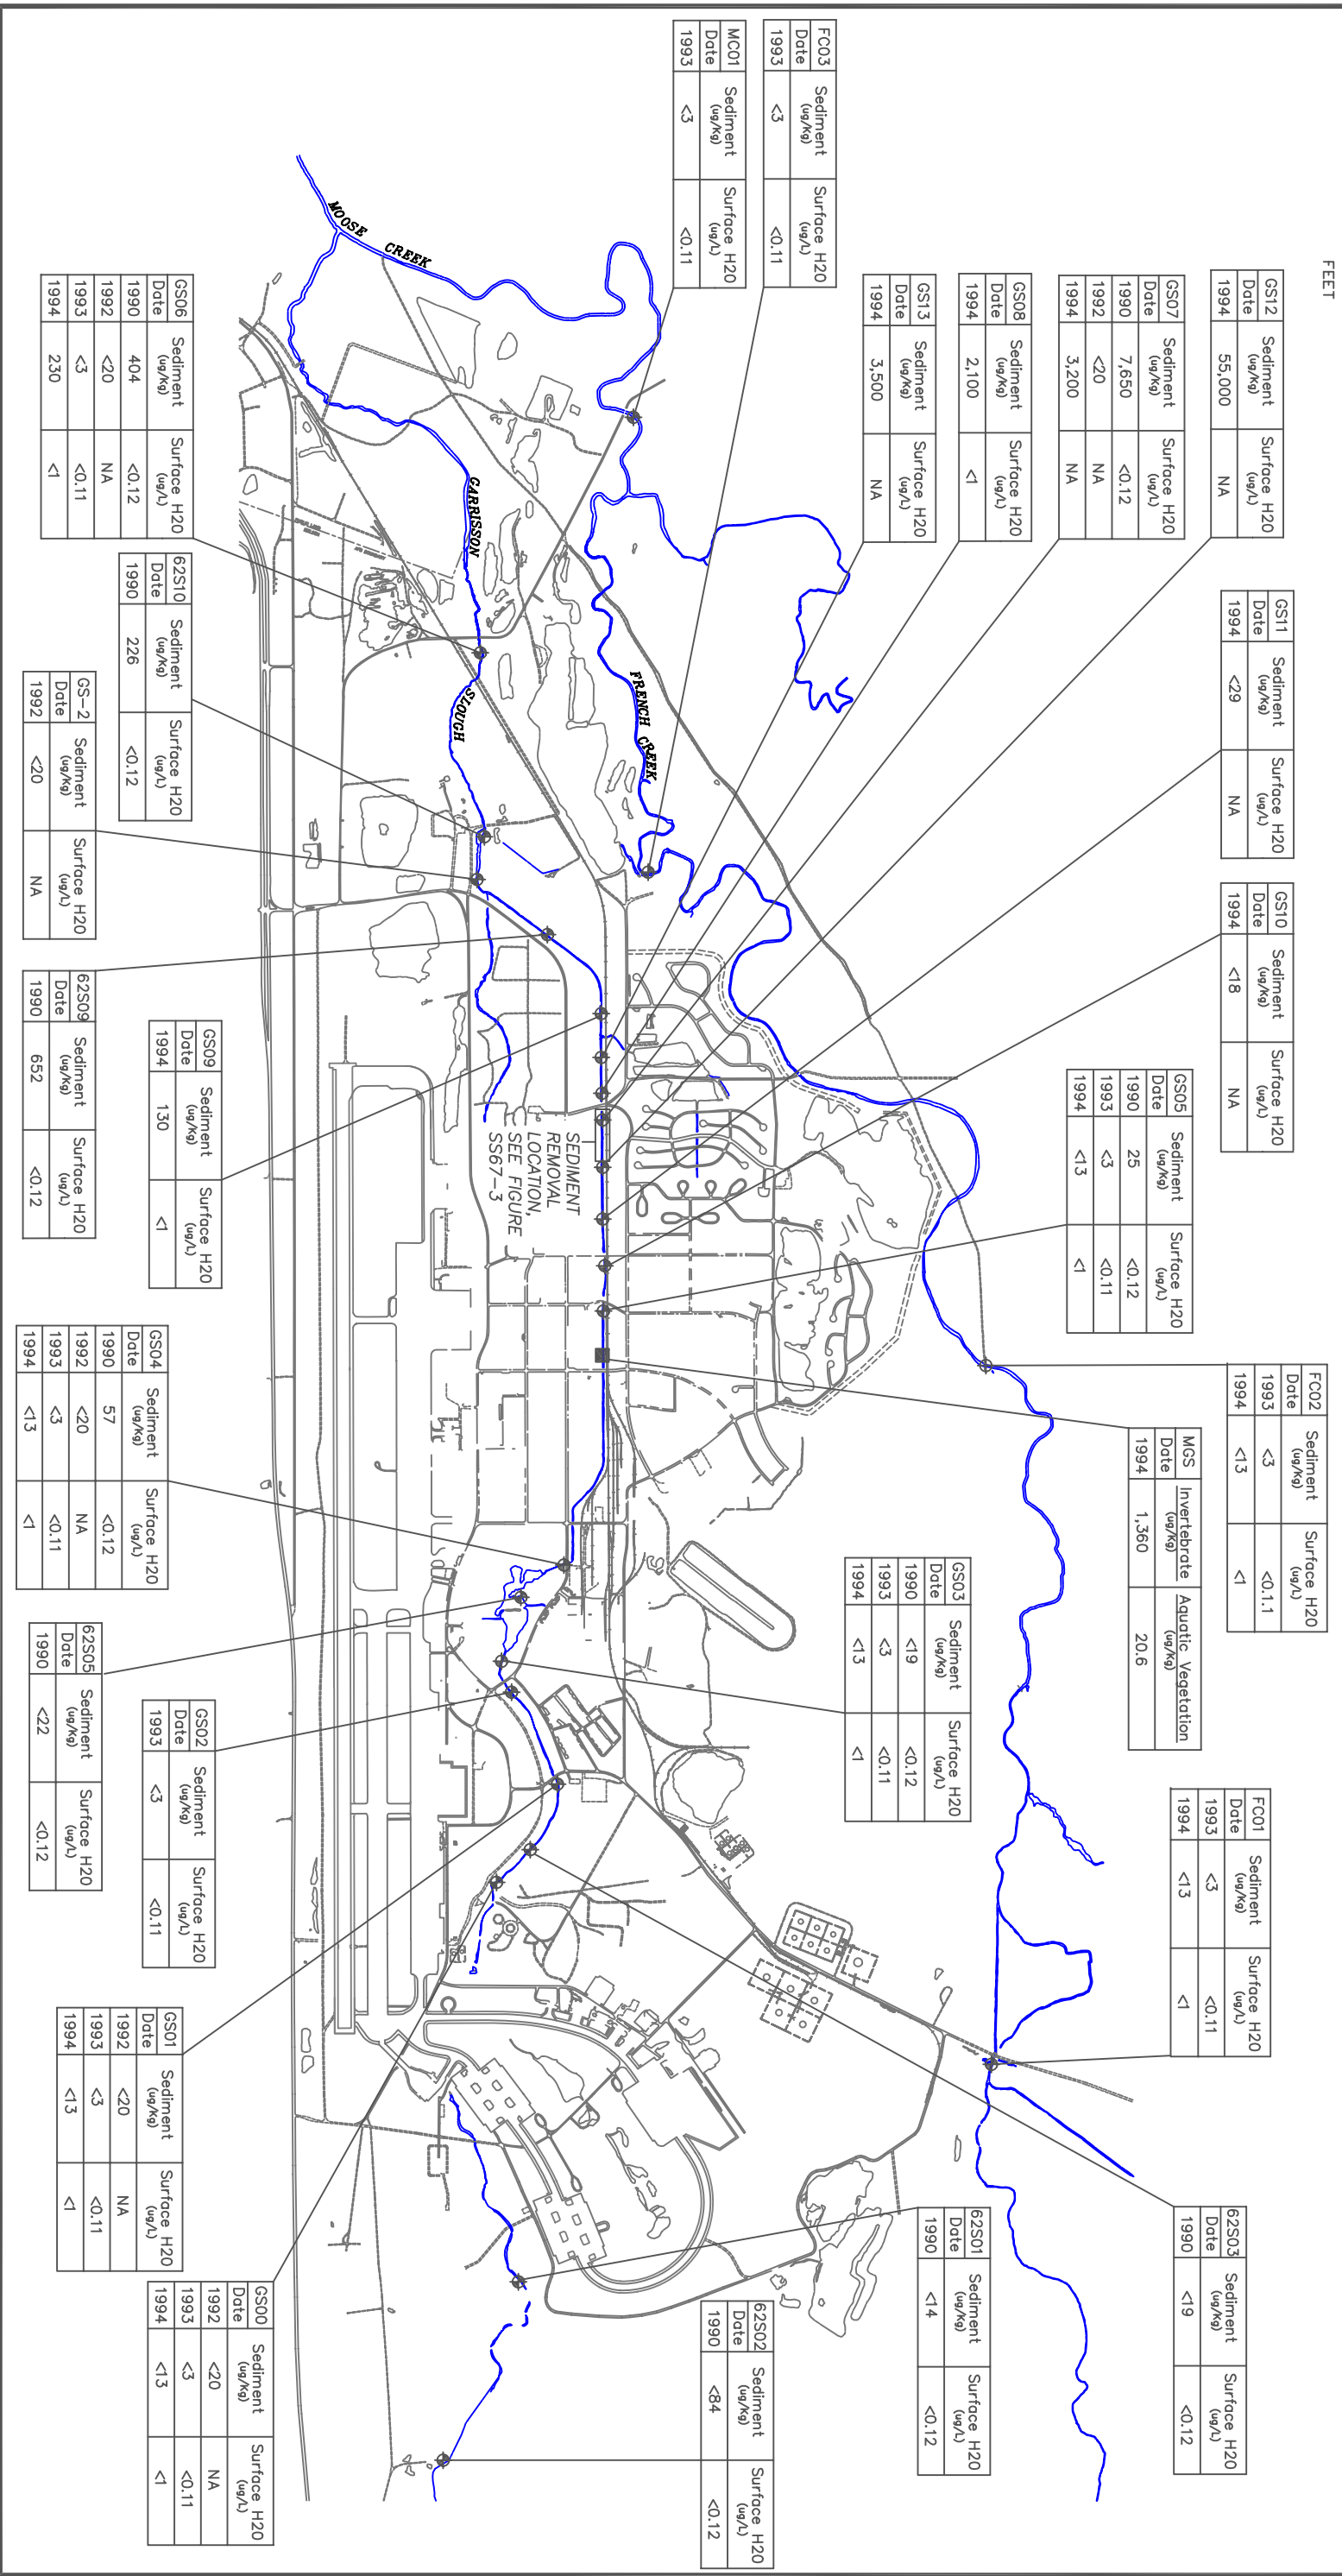 FEET
FC03 Sediment (ug/Kg) Surface H20 (ug/L)
Date
1993 <3 <0.11
MC01 Sediment (ug/Kg) Surface H20 (ug/L)
Date
1993 <3 <0.11
GS12 Sediment (ug/Kg) Surface H20 (ug/L)
Date
1994 55,000 NA
GS07 Sediment (ug/Kg) Surface H20 (ug/L)
Date
1990 7,650 <0.12
1992 <20 NA
1994 3,200 NA
GS08 Sediment (ug/Kg) Surface H20 (ug/L)
Date
1994 2,100 <1
GS13 Sediment (ug/Kg) Surface H20 (ug/L)
Date
1994 3,500 NA
GS06 Sediment (ug/Kg) Surface H20 (ug/L)
Date
1990 404 <0.12
1992 <20 NA
1993 <3 <0.11
1994 230 <1
MOOSE CREEK
GARRISSON SLOUGH
FRENCH CREEK
GS11 Sediment (ug/Kg) Surface H20 (ug/L)
Date
1994 <29 NA
62S10 Sediment (ug/Kg) Surface H20 (ug/L)
Date
1990 226 <0.12
GS-2 Sediment (ug/Kg) Surface H20 (ug/L)
Date
1992 <20 NA
GS10 Sediment (ug/Kg) Surface H20 (ug/L)
Date
1994 <18 NA
62S09 Sediment (ug/Kg) Surface H20 (ug/L)
Date
1990 652 <0.12
GS09 Sediment (ug/Kg) Surface H20 (ug/L)
Date
1994 130 <1
SEDIMENT
REMOVAL
LOCATION,
SEE FIGURE
SS67-3
GS05 Sediment (ug/Kg) Surface H20 (ug/L)
Date
1990 25 <0.12
1993 <3 <0.11
1994 <13 <1
GS04 Sediment (ug/Kg) Surface H20 (ug/L)
Date
1990 57 <0.12
1992 <20 NA
1993 <3 <0.11
1994 <13 <1
FC02 Sediment (ug/Kg) Surface H20 (ug/L)
Date
1993 <3 <0.1.1
1994 <13 <1
MGS Invertebrate (ug/Kg) Aquatic Vegetation (ug/Kg)
Date
1994 1,360 20.6
GS03 Sediment (ug/Kg) Surface H20 (ug/L)
Date
1990 <19 <0.12
1993 <3 <0.11
1994 <13 <1
62S05 Sediment (ug/Kg) Surface H20 (ug/L)
Date
1990 <22 <0.12
GS02 Sediment (ug/Kg) Surface H20 (ug/L)
Date
1993 <3 <0.11
FC01 Sediment (ug/Kg) Surface H20 (ug/L)
Date
1993 <3 <0.11
1994 <13 <1
GS01 Sediment (ug/Kg) Surface H20 (ug/L)
Date
1992 <20 NA
1993 <3 <0.11
1994 <13 <1
62S03 Sediment (ug/Kg) Surface H20 (ug/L)
Date
1990 <19 <0.12
62S01 Sediment (ug/Kg) Surface H20 (ug/L)
Date
1990 <14 <0.12
62S02 Sediment (ug/Kg) Surface H20 (ug/L)
Date
1990 <84 <0.12
GS00 Sediment (ug/Kg) Surface H20 (ug/L)
Date
1992 <20 NA
1993 <3 <0.11
1994 <13 <1